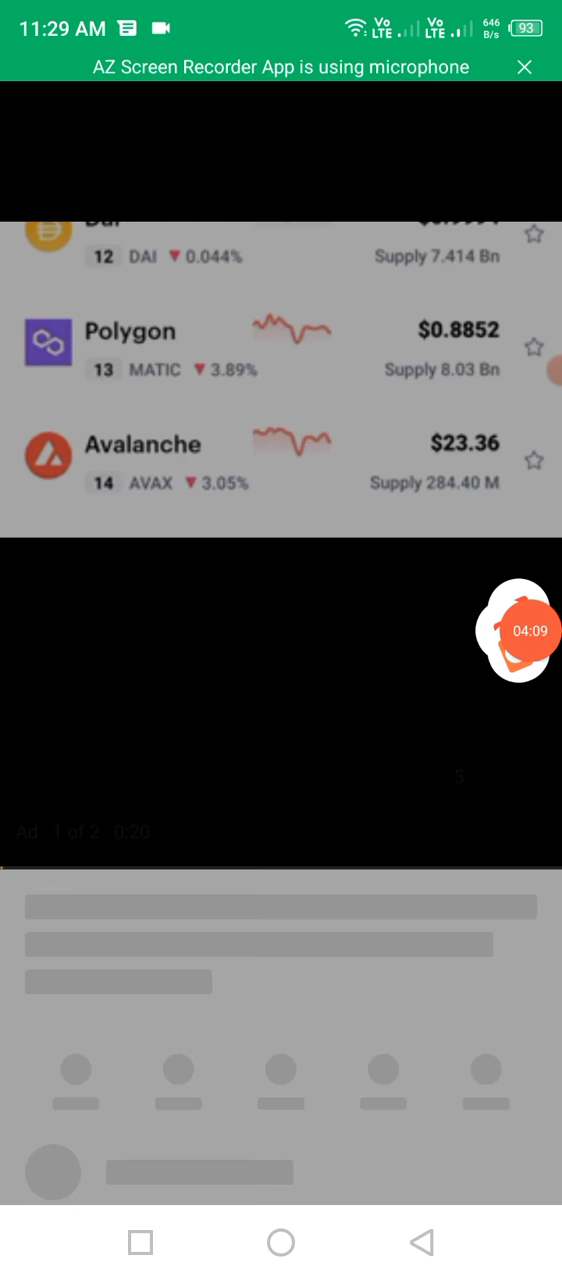 11:29 AM
Vo LTE Vo LTE 646 B/s 93
AZ Screen Recorder App is using microphone
12 DAI ▼ 0.044% Supply 7.414 Bn
Polygon $0.8852
13 MATIC ▼ 3.89% Supply 8.03 Bn
Avalanche $23.36
14 AVAX ▼ 3.05% Supply 284.40 M
04:09
5
Ad · 1 of 2 · 0:20